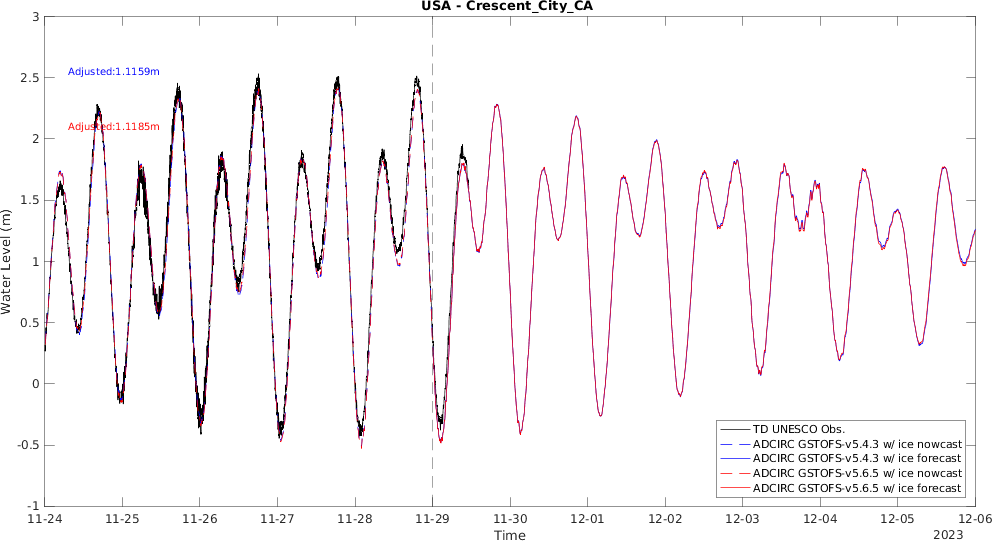 USA - Crescent_City_CA
3
2.5
2
1.5
1
0.5
0
-0.5
-1
Water Level (m)
Adjusted:1.1159m
Adjusted:1.1185m
TD UNESCO Obs.
ADCIRC GSTOFS-v5.4.3 w/ ice nowcast
ADCIRC GSTOFS-v5.4.3 w/ ice forecast
ADCIRC GSTOFS-v5.6.5 w/ ice nowcast
ADCIRC GSTOFS-v5.6.5 w/ ice forecast
11-24 11-25 11-26 11-27 11-28 11-29 11-30 12-01 12-02 12-03 12-04 12-05 12-06
Time
2023